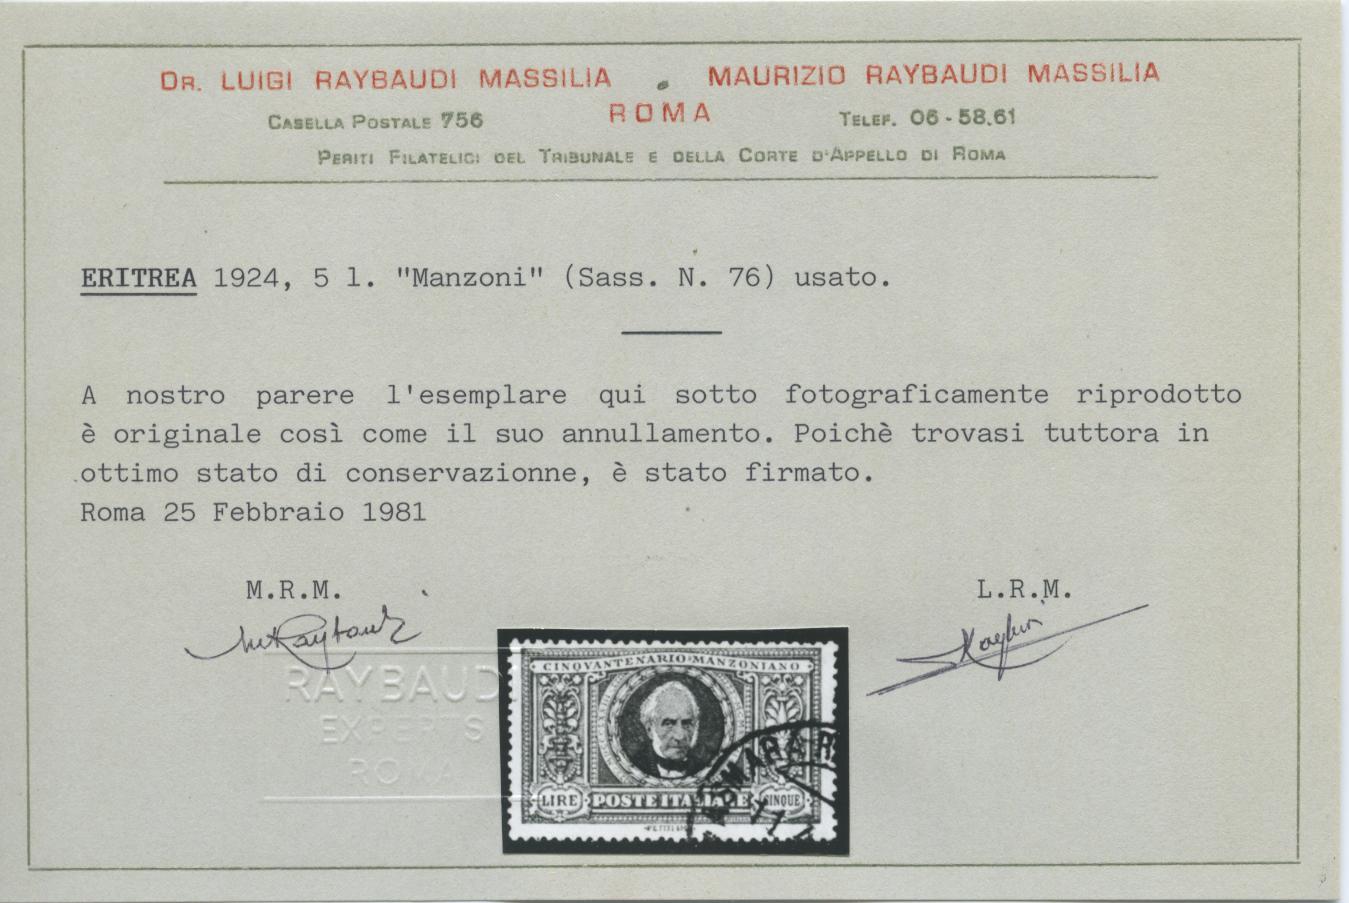 DR. LUIGI RAYBAUDI MASSILIA • MAURIZIO RAYBAUDI MASSILIA
CASELLA POSTALE 756 ROMA TELEF. 06 - 58.61
PERITI FILATELICI DEL TRIBUNALE E DELLA CORTE D'APPELLO DI ROMA
ERITREA 1924, 5 l. "Manzoni" (Sass. N. 76) usato.
A nostro parere l'esemplare qui sotto fotograficamente riprodotto
è originale così come il suo annullamento. Poichè trovasi tuttora in
ottimo stato di conservazionne, è stato firmato.
Roma 25 Febbraio 1981
M.R.M. L.R.M.
RAYBAUDI
EXPERTS
ROMA
CINQVANTENARIO·MANZONIANO
ASMARA
LIRE POSTE ITALIANE CINQUE